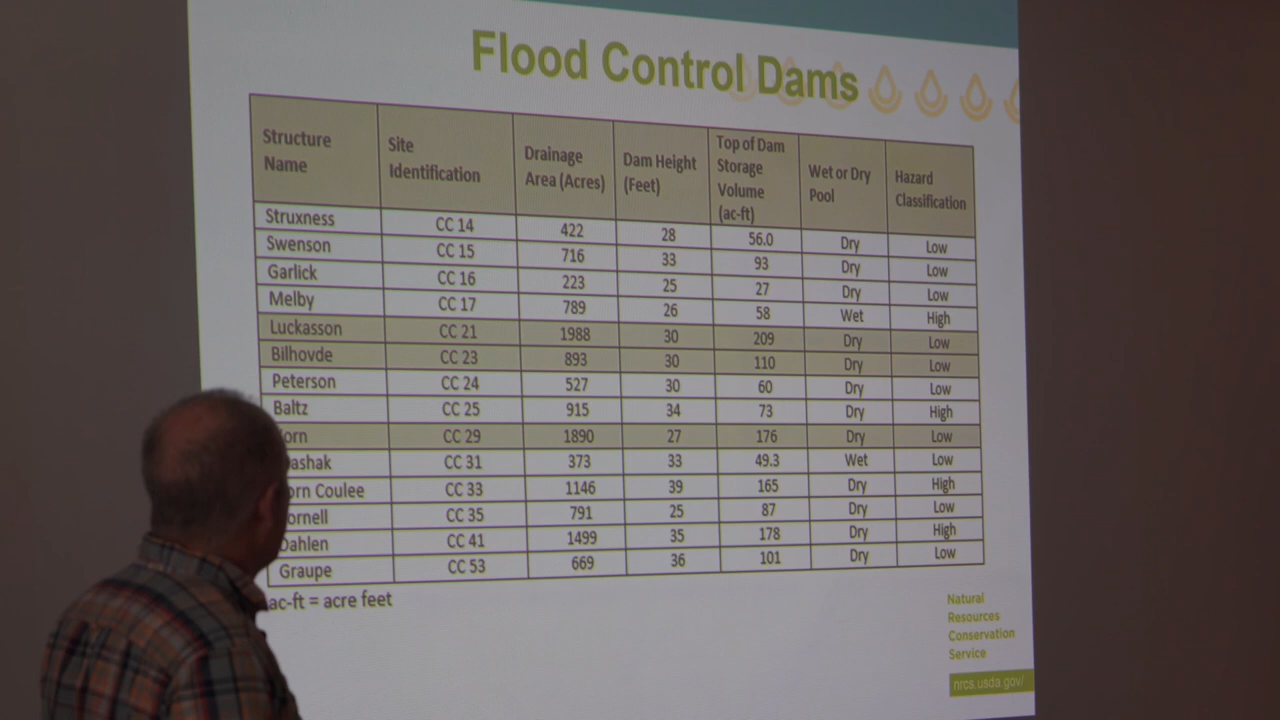 Flood Control Dams
Structure Name Site Identification Drainage Area (Acres) Dam Height (Feet) Top of Dam Storage Volume (ac-ft) Wet or Dry Pool Hazard Classification
Struxness CC 14 422 28 56.0 Dry Low
Swenson CC 15 716 33 93 Dry Low
Garlick CC 16 223 25 27 Dry Low
Melby CC 17 789 26 58 Wet High
Luckasson CC 21 1988 30 209 Dry Low
Bilhovde CC 23 893 30 110 Dry Low
Peterson CC 24 527 30 60 Dry Low
Baltz CC 25 915 34 73 Dry High
CC 29 1890 27 176 Dry Low
CC 31 373 33 49.3 Wet Low
Coulee CC 33 1146 39 165 Dry High
CC 35 791 25 87 Dry Low
Dahlen CC 41 1499 35 178 Dry High
Graupe CC 53 669 36 101 Dry Low
ac-ft = acre feet
Natural
Resources
Conservation
Service
nrcs.usda.gov/